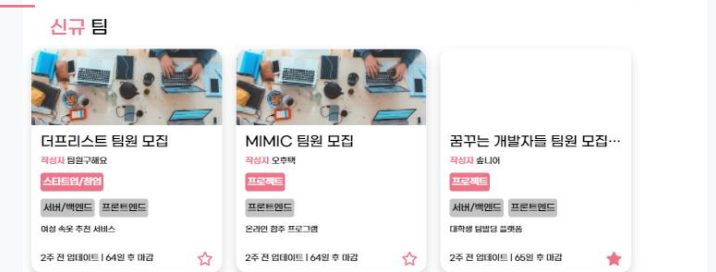 신규 팀
더프리스트 팀원 모집
작성자 팀원구해요
스타트업/창업
서버/백엔드 프론트엔드
여성 속옷 추천 서비스
2주 전 업데이트 | 64일 후 마감
MIMIC 팀원 모집
작성자 오후택
프로젝트
프론트엔드
온라인 합주 프로그램
2주 전 업데이트 | 64일 후 마감
꿈꾸는 개발자들 팀원 모집…
작성자 솔니어
프로젝트
서버/백엔드 프론트엔드
대학생 팀빌딩 플랫폼
2주 전 업데이트 | 65일 후 마감